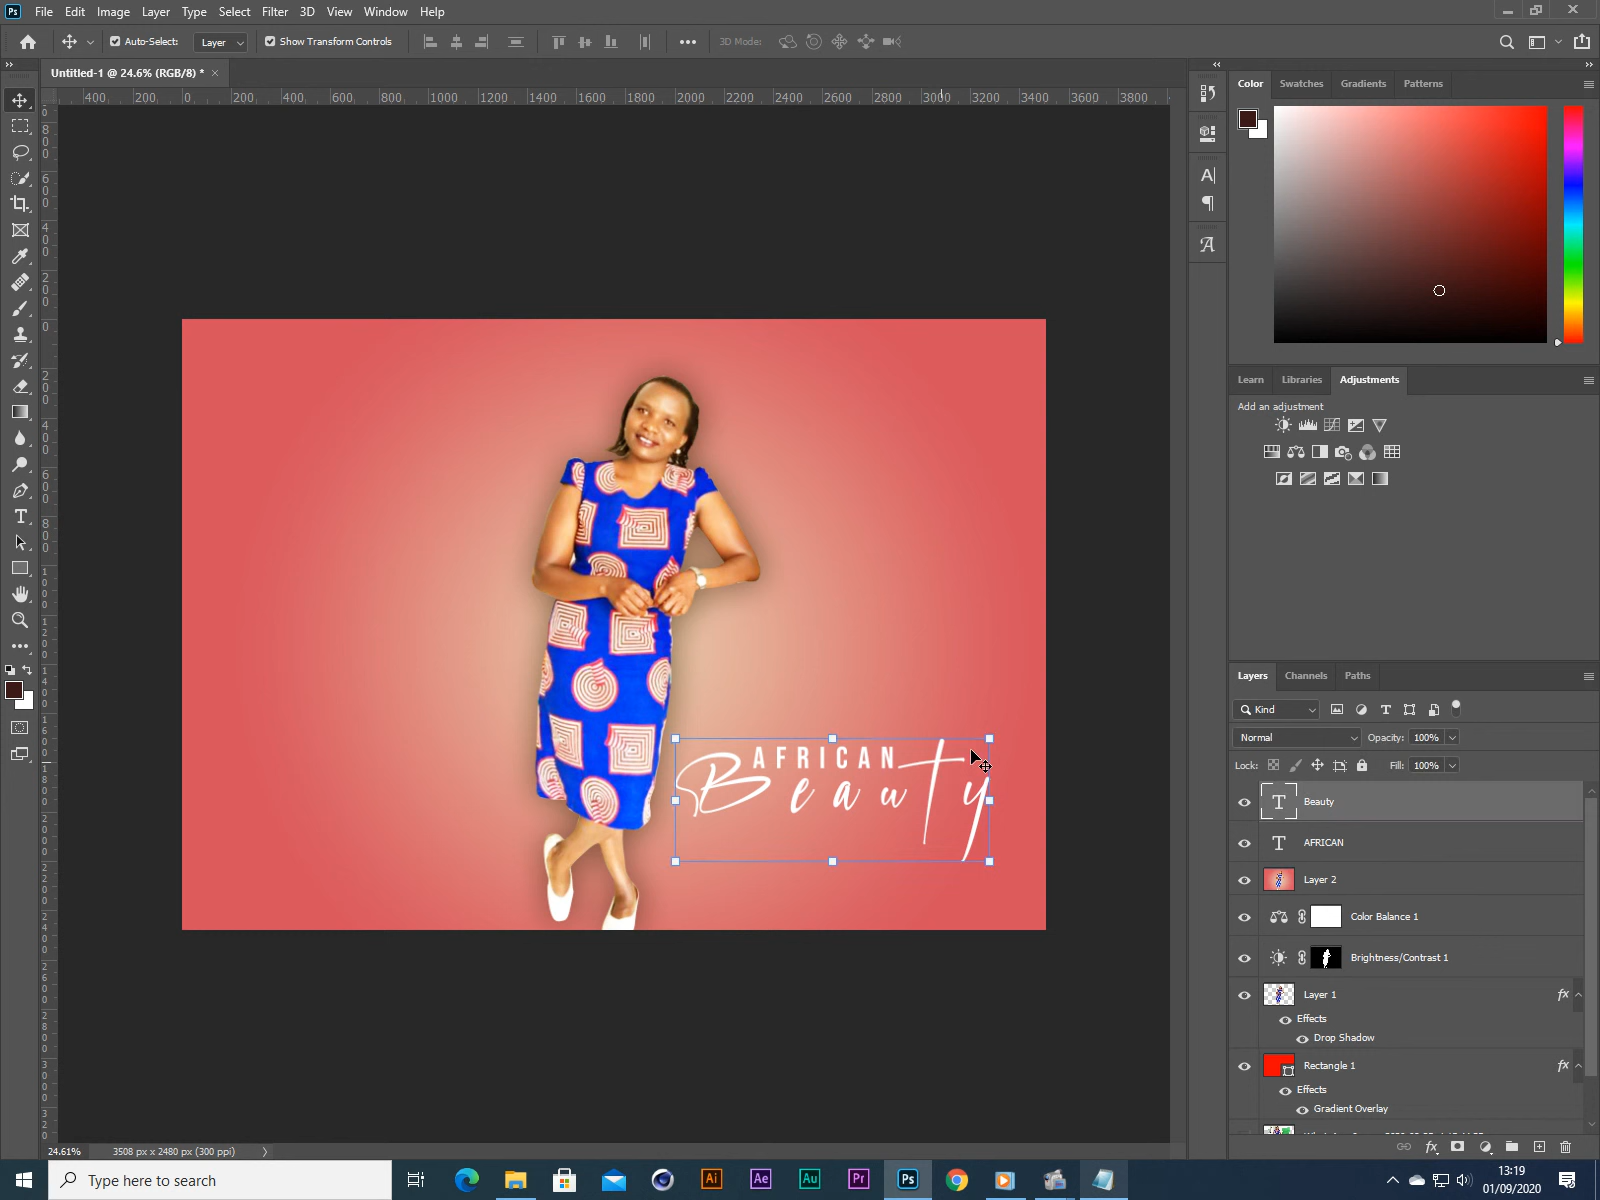 Ps File Edit Image Layer Type Select Filter 3D View Window Help
Auto-Select: Layer Show Transform Controls 3D Mode:
Untitled-1 @ 24.6% (RGB/8) * ×
400 200 0 200 400 600 800 1000 1200 1400 1600 1800 2000 2200 2400 2600 2800 3000 3200 3400 3600 3800
AFRICAN
Beauty
Color Swatches Gradients Patterns
Learn Libraries Adjustments
Add an adjustment
Layers Channels Paths
Kind
Normal Opacity: 100%
Lock: Fill: 100%
T Beauty
T AFRICAN
Layer 2
Color Balance 1
Brightness/Contrast 1
Layer 1 fx
Effects
Drop Shadow
Rectangle 1 fx
Effects
Gradient Overlay
24.61% 3508 px x 2480 px (300 ppi)
Type here to search
Ai Ae Au Pr Ps
13:19
01/09/2020